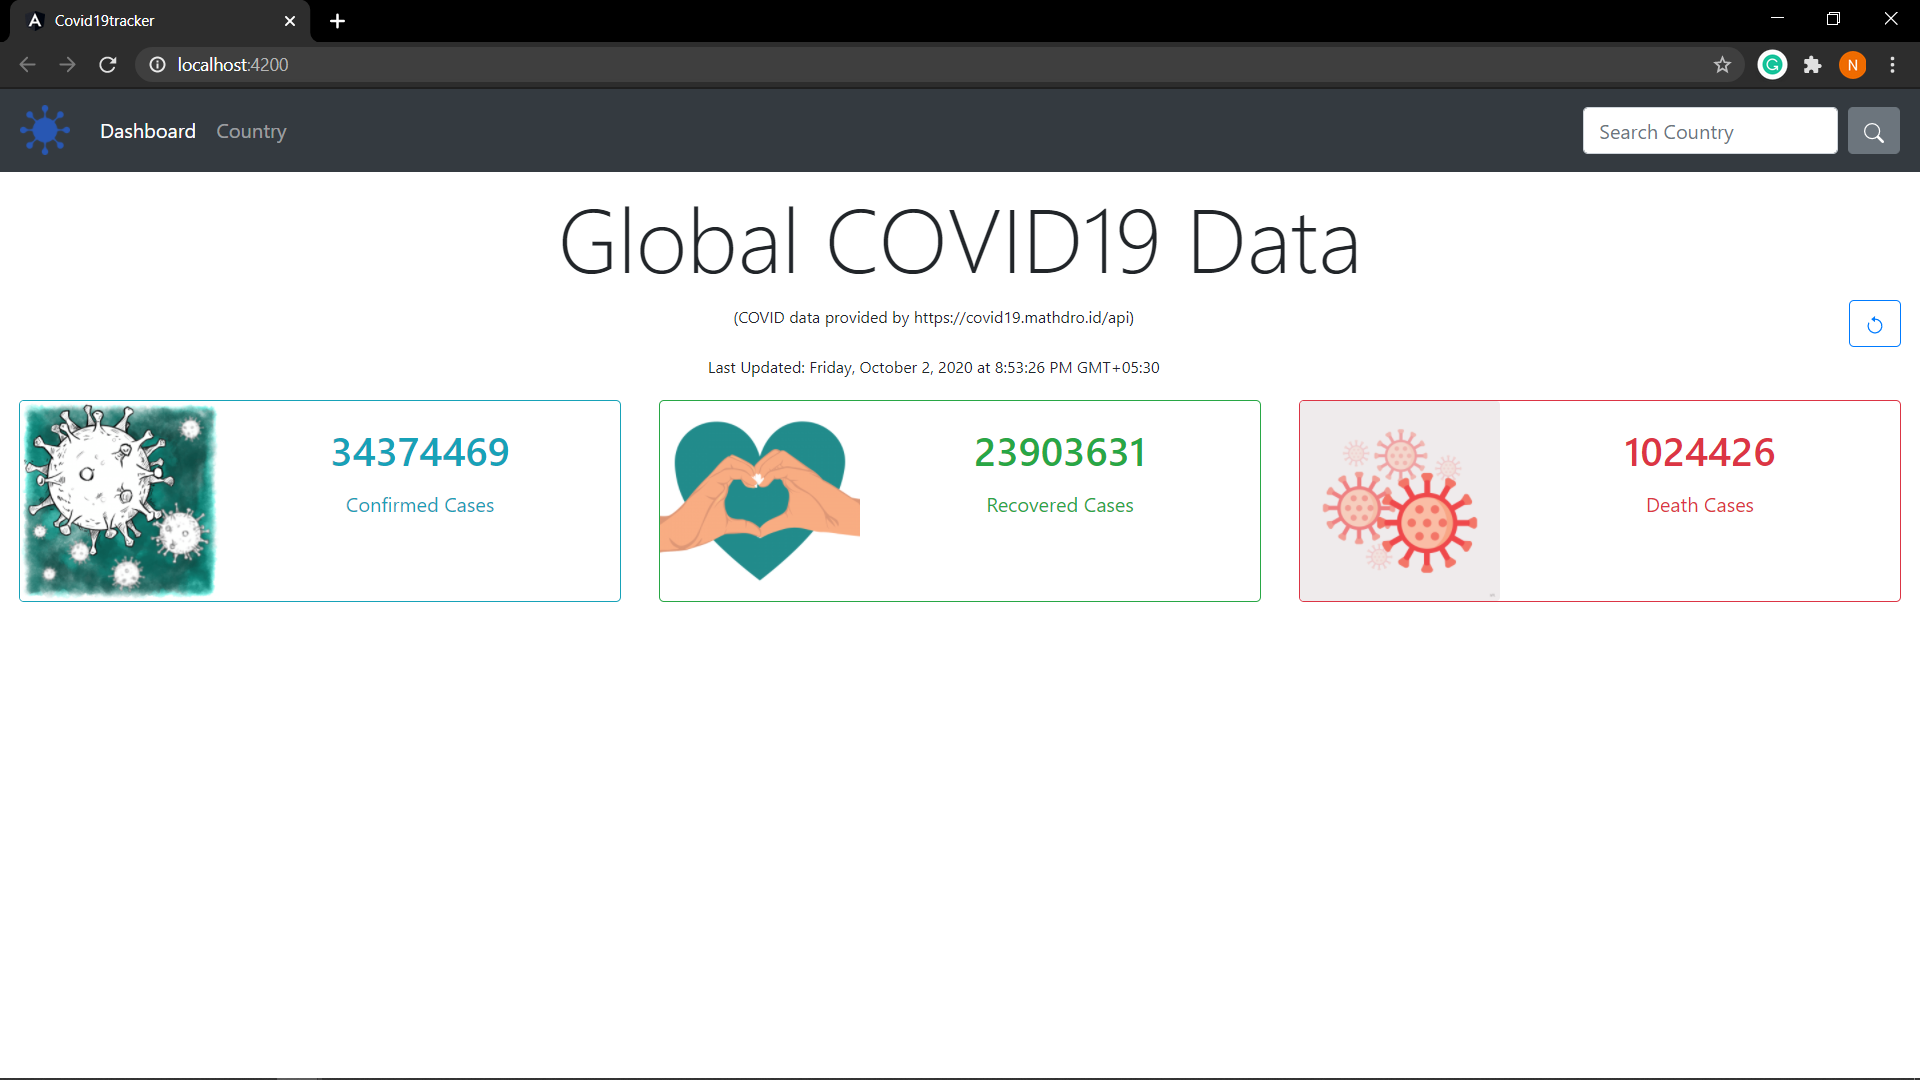 Covid19tracker
localhost:4200
N
Dashboard Country
Search Country
Global COVID19 Data
(COVID data provided by https://covid19.mathdro.id/api)
Last Updated: Friday, October 2, 2020 at 8:53:26 PM GMT+05:30
34374469
Confirmed Cases
23903631
Recovered Cases
1024426
Death Cases